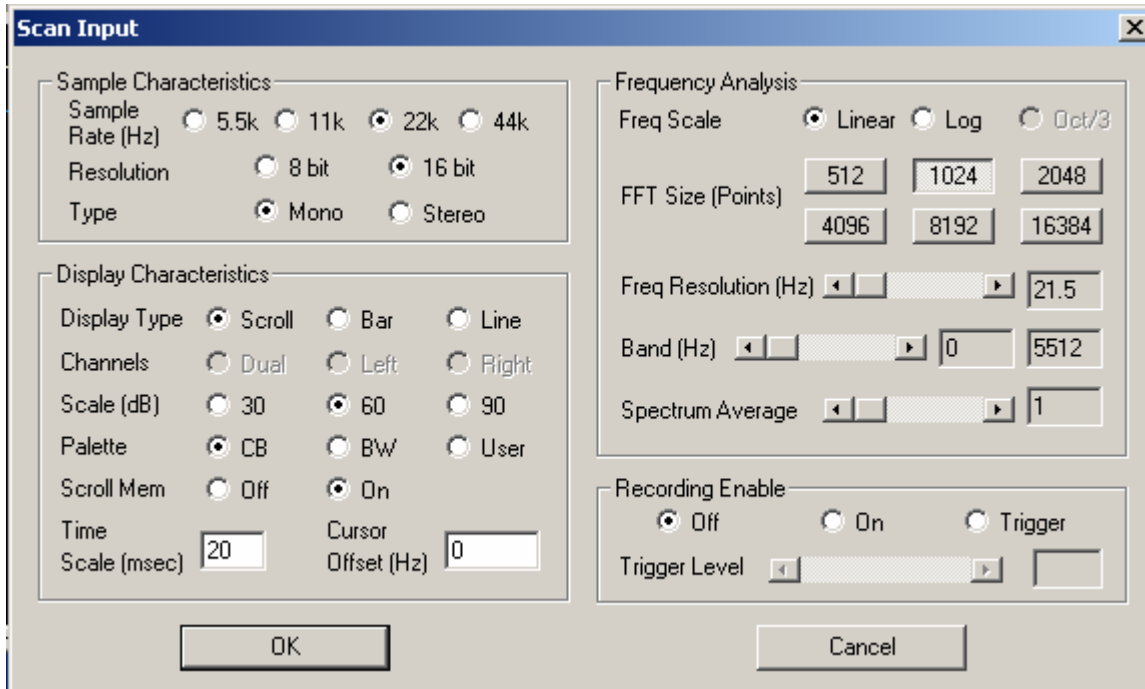 Scan Input
Sample Characteristics
Sample Rate (Hz) 5.5k 11k 22k 44k
Resolution 8 bit 16 bit
Type Mono Stereo
Display Characteristics
Display Type Scroll Bar Line
Channels Dual Left Right
Scale (dB) 30 60 90
Palette CB BW User
Scroll Mem Off On
Time Scale (msec) 20 Cursor Offset (Hz) 0
OK
Frequency Analysis
Freq Scale Linear Log Oct/3
FFT Size (Points) 512 1024 2048
4096 8192 16384
Freq Resolution (Hz) 21.5
Band (Hz) 0 5512
Spectrum Average 1
Recording Enable
Off On Trigger
Trigger Level
Cancel